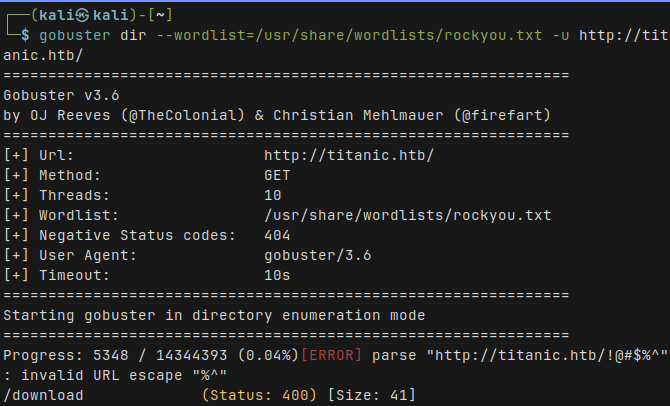 ┌──(kali㉿kali)-[~]
└─$ gobuster dir --wordlist=/usr/share/wordlists/rockyou.txt -u http://tit
anic.htb/
===============================================================
Gobuster v3.6
by OJ Reeves (@TheColonial) & Christian Mehlmauer (@firefart)
===============================================================
[+] Url:                     http://titanic.htb/
[+] Method:                  GET
[+] Threads:                 10
[+] Wordlist:                /usr/share/wordlists/rockyou.txt
[+] Negative Status codes:   404
[+] User Agent:              gobuster/3.6
[+] Timeout:                 10s
===============================================================
Starting gobuster in directory enumeration mode
===============================================================
Progress: 5348 / 14344393 (0.04%)[ERROR] parse "http://titanic.htb/!@#$%^"
: invalid URL escape "%^"
/download             (Status: 400) [Size: 41]